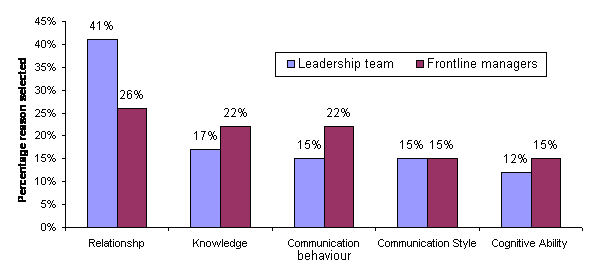 45%
40%
35%
30%
25%
20%
15%
10%
5%
0%
Percentage reason selected
Leadership team
Frontline managers
41%
26%
17%
22%
15%
22%
15%
15%
12%
15%
Relationshp
Knowledge
Communication
behaviour
Communication Style
Cognitive Ability